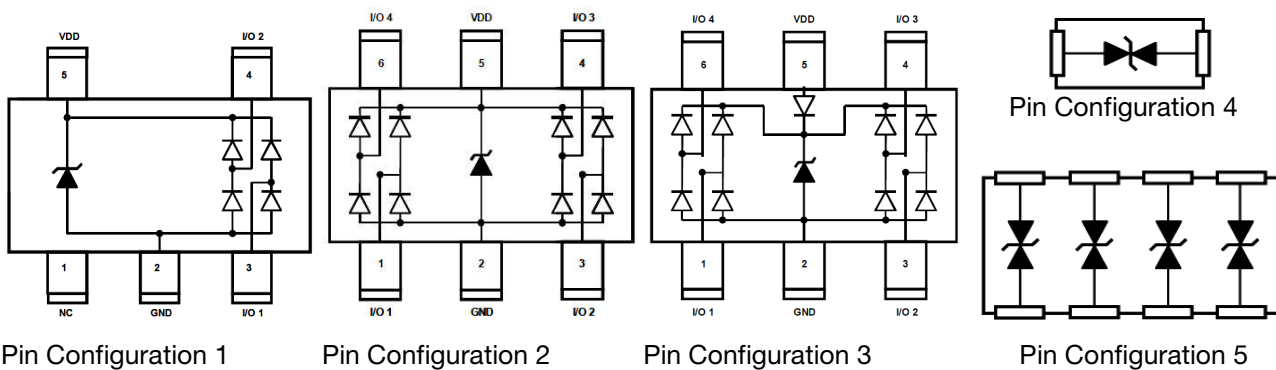 VDD I/O 2
5 4
1 2 3
NC GND I/O 1
Pin Configuration 1
I/O 4 VDD I/O 3
6 5 4
1 2 3
I/O 1 GND I/O 2
Pin Configuration 2
I/O 4 VDD I/O 3
6 5 4
1 2 3
I/O 1 GND I/O 2
Pin Configuration 3
Pin Configuration 4
Pin Configuration 5